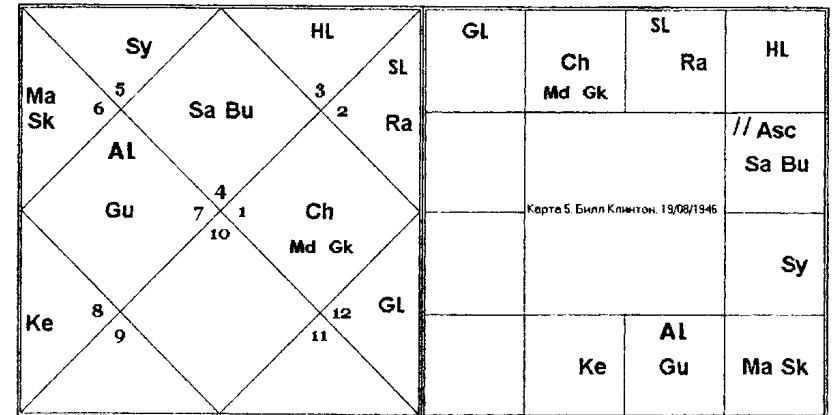 Sy
HL
SL
5
3
Ma
Sk
6
Sa Bu
2
Ra
AL
Gu
4
7
1
10
Ch
Md Gk
Ke
8
9
12
GL
11
GL
Ch
Md Gk
SL
Ra
HL
// Asc
Sa Bu
Карта 5. Билл Клинтон. 19/08/1946
Sy
Ke
AL
Gu
Ma Sk